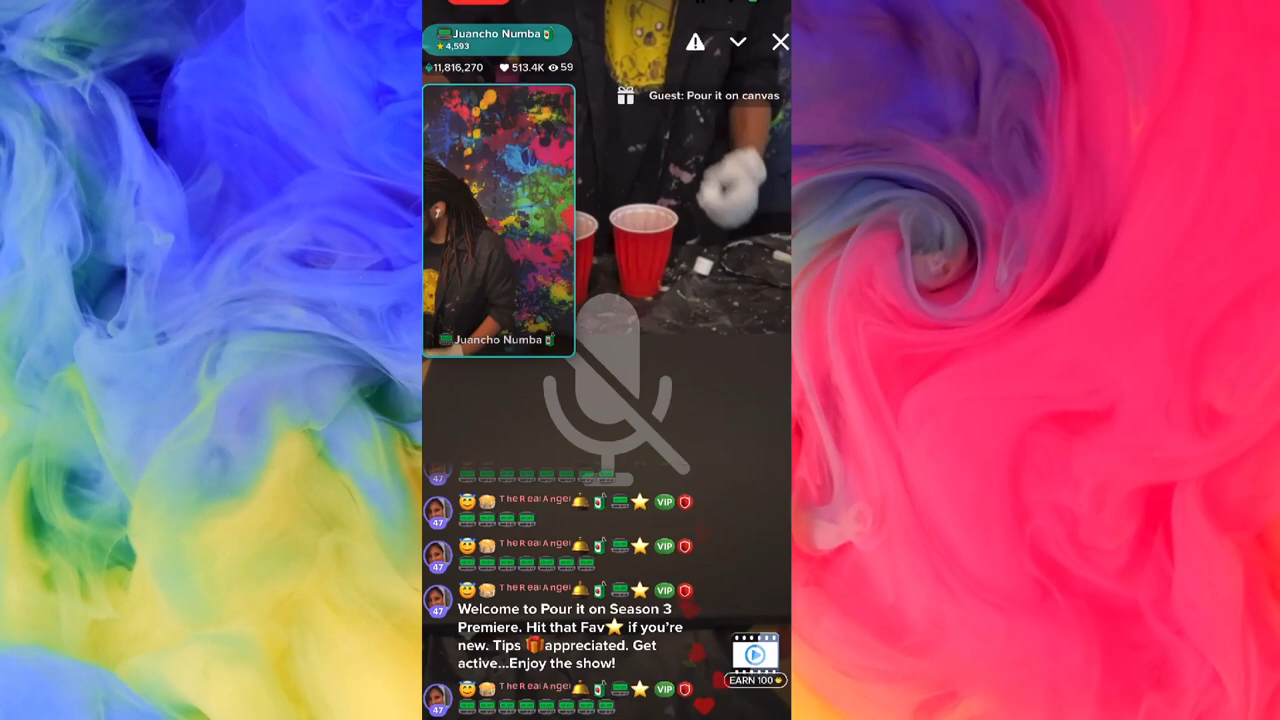 Juancho Numba
4,593
11,816,270 513.4K 59
Guest: Pour it on canvas
Juancho Numba
47
47 TheRealAngel VIP
47 TheRealAngel VIP
47 TheRealAngel VIP
Welcome to Pour it on Season 3
Premiere. Hit that Fav⭐ if you're
new. Tips 🎁appreciated. Get
active...Enjoy the show!
EARN 100
47 TheRealAngel VIP